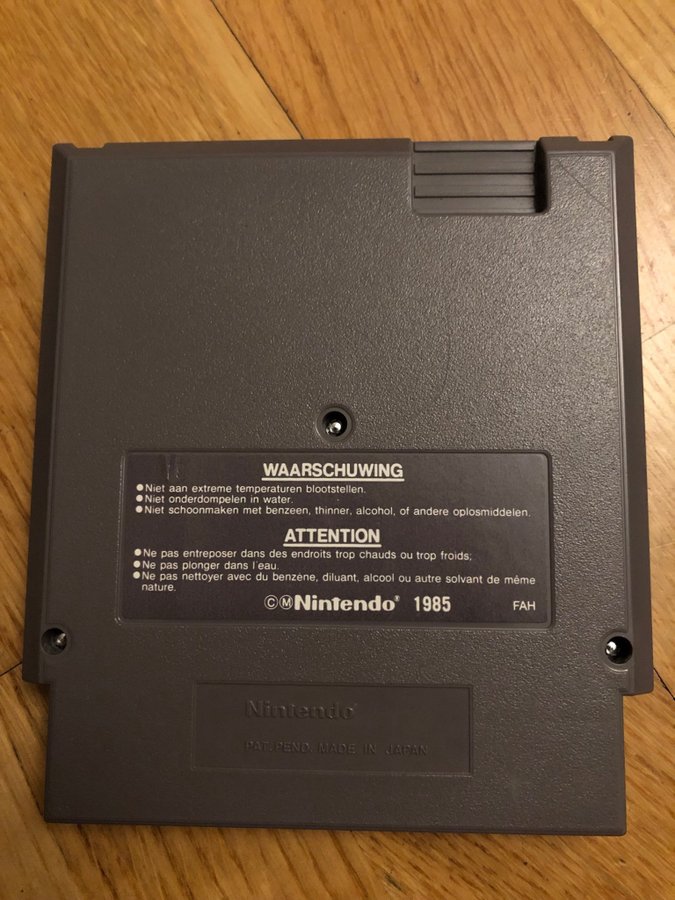 WAARSCHUWING
●Niet aan extreme temperaturen blootstellen.
●Niet onderdompelen in water.
●Niet schoonmaken met benzeen, thinner, alcohol, of andere oplosmiddelen.
ATTENTION
●Ne pas entreposer dans des endroits trop chauds ou trop froids;
●Ne pas plonger dans l'eau.
●Ne pas nettoyer avec du benzène, diluant, alcool ou autre solvant de même
nature.
©ⓂNintendo® 1985 FAH
Nintendo®
PAT. PEND. MADE IN JAPAN